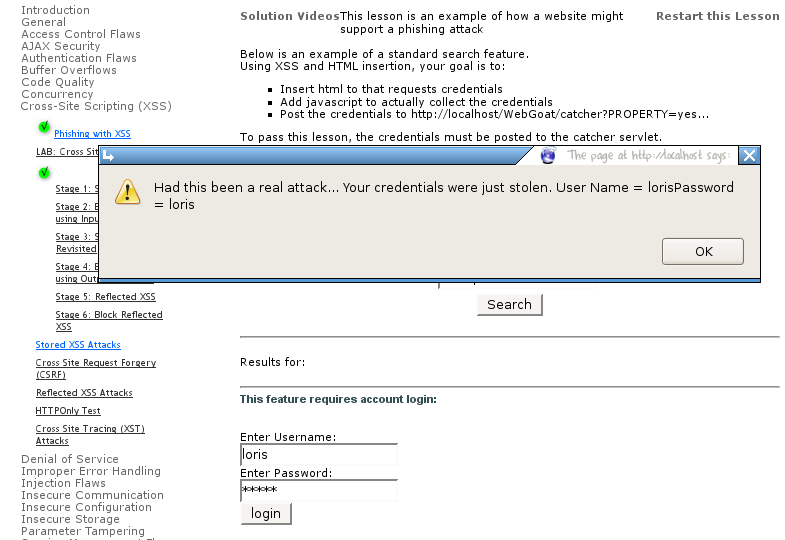 Introduction
General
Access Control Flaws
AJAX Security
Authentication Flaws
Buffer Overflows
Code Quality
Concurrency
Cross-Site Scripting (XSS)
Phishing with XSS
LAB: Cross Sit
Stage 1: S
Stage 2: B
using Inpu
Stage 3: S
Revisited
Stage 4: B
using Outp
Stage 5: Reflected XSS
Stage 6: Block Reflected
XSS
Stored XSS Attacks
Cross Site Request Forgery
(CSRF)
Reflected XSS Attacks
HTTPOnly Test
Cross Site Tracing (XST)
Attacks
Denial of Service
Improper Error Handling
Injection Flaws
Insecure Communication
Insecure Configuration
Insecure Storage
Parameter Tampering
Solution Videos This lesson is an example of how a website might Restart this Lesson
support a phishing attack
Below is an example of a standard search feature.
Using XSS and HTML insertion, your goal is to:
Insert html to that requests credentials
Add javascript to actually collect the credentials
Post the credentials to http://localhost/WebGoat/catcher?PROPERTY=yes...
To pass this lesson, the credentials must be posted to the catcher servlet.
The page at http://localhost says:
Had this been a real attack... Your credentials were just stolen. User Name = lorisPassword
= loris
OK
Search
Results for:
This feature requires account login:
Enter Username:
loris
Enter Password:
*****
login